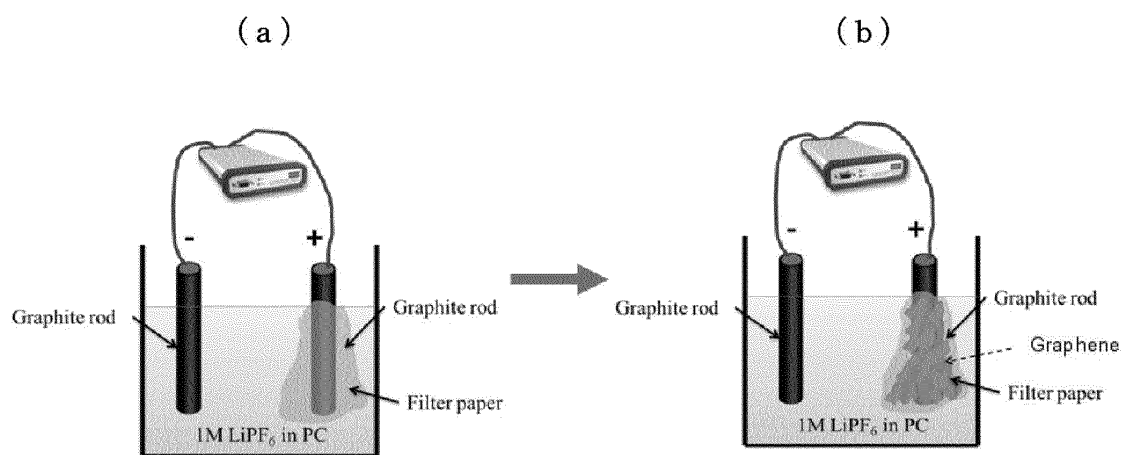 (a)
(b)
- +
Graphite rod
Graphite rod
Filter paper
1M LiPF₆ in PC
- +
Graphite rod
Graphite rod
Graphene
Filter paper
1M LiPF₆ in PC